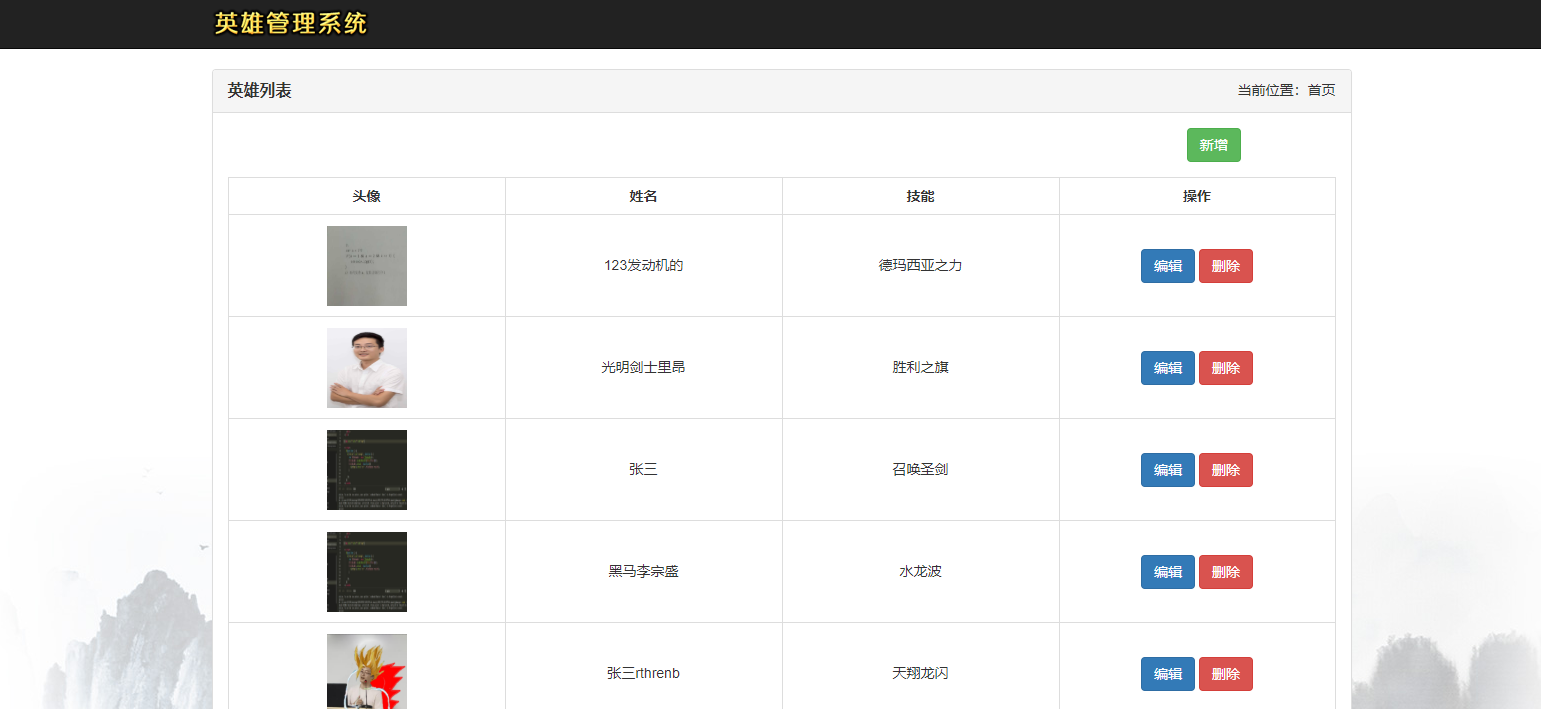 英雄管理系统
英雄列表 当前位置：首页
新增
头像 姓名 技能 操作
123发动机的 德玛西亚之力 编辑 删除
光明剑士里昂 胜利之旗 编辑 删除
张三 召唤圣剑 编辑 删除
黑马李宗盛 水龙波 编辑 删除
张三rthrenb 天翔龙闪 编辑 删除